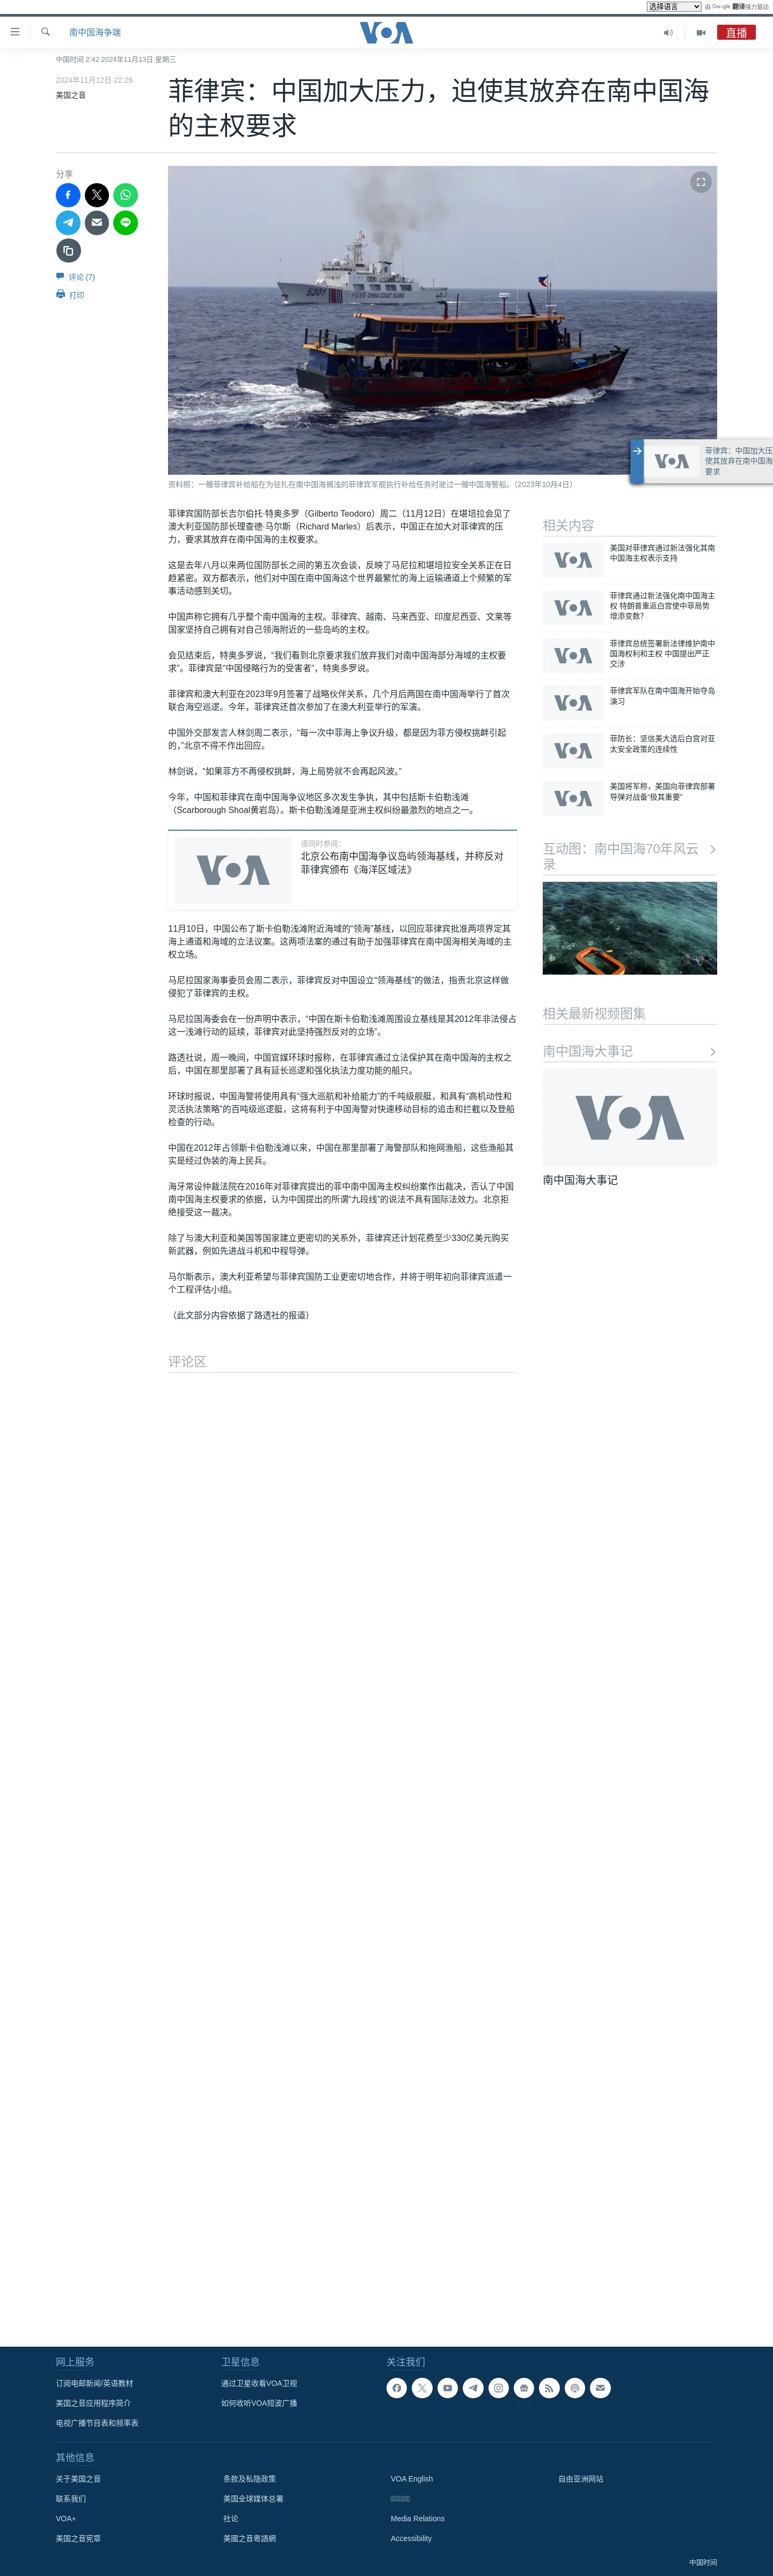 选择语言 由 Google 翻译强力驱动
南中国海争端
VOA
直播
中国时间 2:42 2024年11月13日 星期三
2024年11月12日 22:26
美国之音
菲律宾：中国加大压力，迫使其放弃在南中国海
的主权要求
分享
评论 (7)
打印
5207 CHINA COAST GUARD
菲律宾：中国加大压
使其放弃在南中国海
要求
资料照：一艘菲律宾补给船在为驻扎在南中国海搁浅的菲律宾军舰执行补给任务时驶过一艘中国海警船。（2023年10月4日）
菲律宾国防部长吉尔伯托·特奥多罗（Gilberto Teodoro）周二（11月12日）在堪培拉会见了
澳大利亚国防部长理查德·马尔斯（Richard Marles）后表示，中国正在加大对菲律宾的压
力，要求其放弃在南中国海的主权要求。
这是去年八月以来两位国防部长之间的第五次会谈，反映了马尼拉和堪培拉安全关系正在日
趋紧密。双方都表示，他们对中国在南中国海这个世界最繁忙的海上运输通道上个频繁的军
事活动感到关切。
中国声称它拥有几乎整个南中国海的主权。菲律宾、越南、马来西亚、印度尼西亚、文莱等
国家坚持自己拥有对自己领海附近的一些岛屿的主权。
会见结束后，特奥多罗说，“我们看到北京要求我们放弃我们对南中国海部分海域的主权要
求”。菲律宾是“中国侵略行为的受害者”，特奥多罗说。
菲律宾和澳大利亚在2023年9月签署了战略伙伴关系，几个月后两国在南中国海举行了首次
联合海空巡逻。今年，菲律宾还首次参加了在澳大利亚举行的军演。
中国外交部发言人林剑周二表示，“每一次中菲海上争议升级，都是因为菲方侵权挑衅引起
的，”北京不得不作出回应。
林剑说，“如果菲方不再侵权挑衅，海上局势就不会再起风波。”
今年，中国和菲律宾在南中国海争议地区多次发生争执，其中包括斯卡伯勒浅滩
（Scarborough Shoal黄岩岛）。斯卡伯勒浅滩是亚洲主权纠纷最激烈的地点之一。
VOA
请同时参阅：
北京公布南中国海争议岛屿领海基线，并称反对
菲律宾颁布《海洋区域法》
11月10日，中国公布了斯卡伯勒浅滩附近海域的“领海”基线，以回应菲律宾批准两项界定其
海上通道和海域的立法议案。这两项法案的通过有助于加强菲律宾在南中国海相关海域的主
权立场。
马尼拉国家海事委员会周二表示，菲律宾反对中国设立“领海基线”的做法，指责北京这样做
侵犯了菲律宾的主权。
马尼拉国海委会在一份声明中表示，“中国在斯卡伯勒浅滩周围设立基线是其2012年非法侵占
这一浅滩行动的延续，菲律宾对此坚持强烈反对的立场”。
路透社说，周一晚间，中国官媒环球时报称，在菲律宾通过立法保护其在南中国海的主权之
后，中国在那里部署了具有延长巡逻和强化执法力度功能的船只。
环球时报说，中国海警将使用具有“强大巡航和补给能力”的千吨级舰艇，和具有“高机动性和
灵活执法策略”的百吨级巡逻艇，这将有利于中国海警对快速移动目标的追击和拦截以及登船
检查的行动。
中国在2012年占领斯卡伯勒浅滩以来，中国在那里部署了海警部队和拖网渔船，这些渔船其
实是经过伪装的海上民兵。
海牙常设仲裁法院在2016年对菲律宾提出的菲中南中国海主权纠纷案作出裁决，否认了中国
南中国海主权要求的依据，认为中国提出的所谓“九段线”的说法不具有国际法效力。北京拒
绝接受这一裁决。
除了与澳大利亚和美国等国家建立更密切的关系外，菲律宾还计划花费至少330亿美元购买
新武器，例如先进战斗机和中程导弹。
马尔斯表示，澳大利亚希望与菲律宾国防工业更密切地合作，并将于明年初向菲律宾派遣一
个工程评估小组。
（此文部分内容依据了路透社的报道）
评论区
相关内容
美国对菲律宾通过新法强化其南
中国海主权表示支持
菲律宾通过新法强化南中国海主
权 特朗普重返白宫使中菲局势
增添变数？
菲律宾总统签署新法律维护南中
国海权利和主权 中国提出严正
交涉
菲律宾军队在南中国海开始夺岛
演习
菲防长：坚信美大选后白宫对亚
太安全政策的连续性
美国将军称，美国向菲律宾部署
导弹对战备“极其重要”
互动图：南中国海70年风云
录
相关最新视频图集
南中国海大事记
VOA
南中国海大事记
网上服务
订阅电邮新闻/英语教材
美国之音应用程序简介
电视广播节目表和频率表
卫星信息
通过卫星收看VOA卫视
如何收听VOA短波广播
关注我们
其他信息
关于美国之音
联系我们
VOA+
美国之音宪章
条款及私隐政策
美国全球媒体总署
社论
美國之音粵語網
VOA English
Media Relations
Accessibility
自由亚洲网站
中国时间